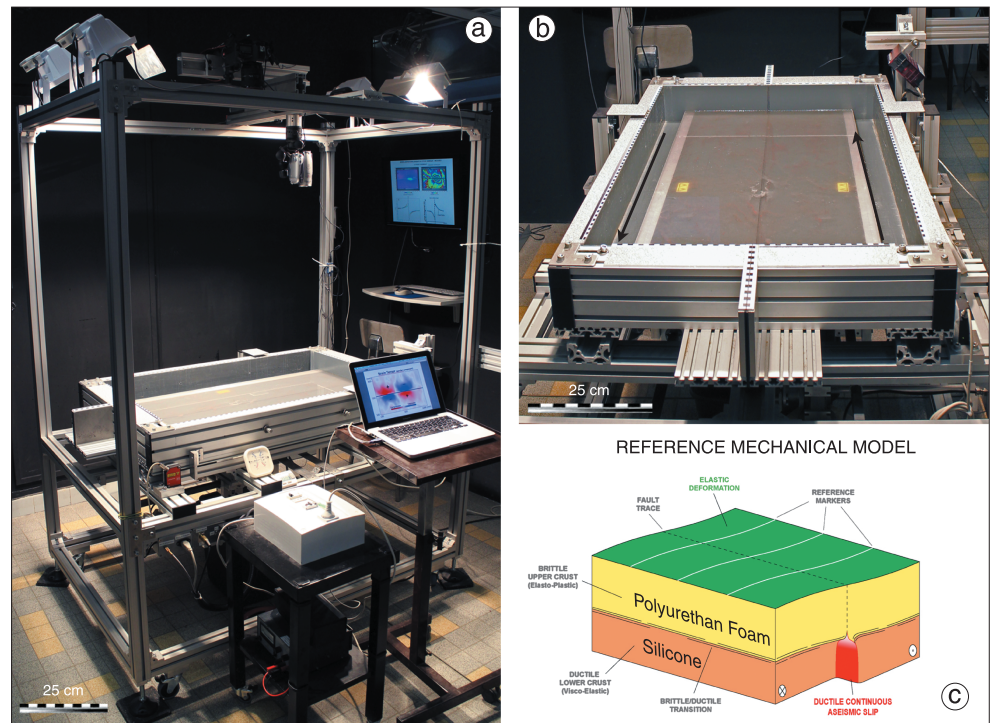 a
25 cm
b
25 cm
REFERENCE MECHANICAL MODEL
ELASTIC
DEFORMATION
FAULT
TRACE
REFERENCE
MARKERS
BRITTLE
UPPER CRUST
(Elasto-Plastic)
Polyurethan Foam
Silicone
DUCTILE
LOWER CRUST
(Visco-Elastic)
BRITTLE/DUCTILE
TRANSITION
DUCTILE CONTINUOUS
ASEISMIC SLIP
C